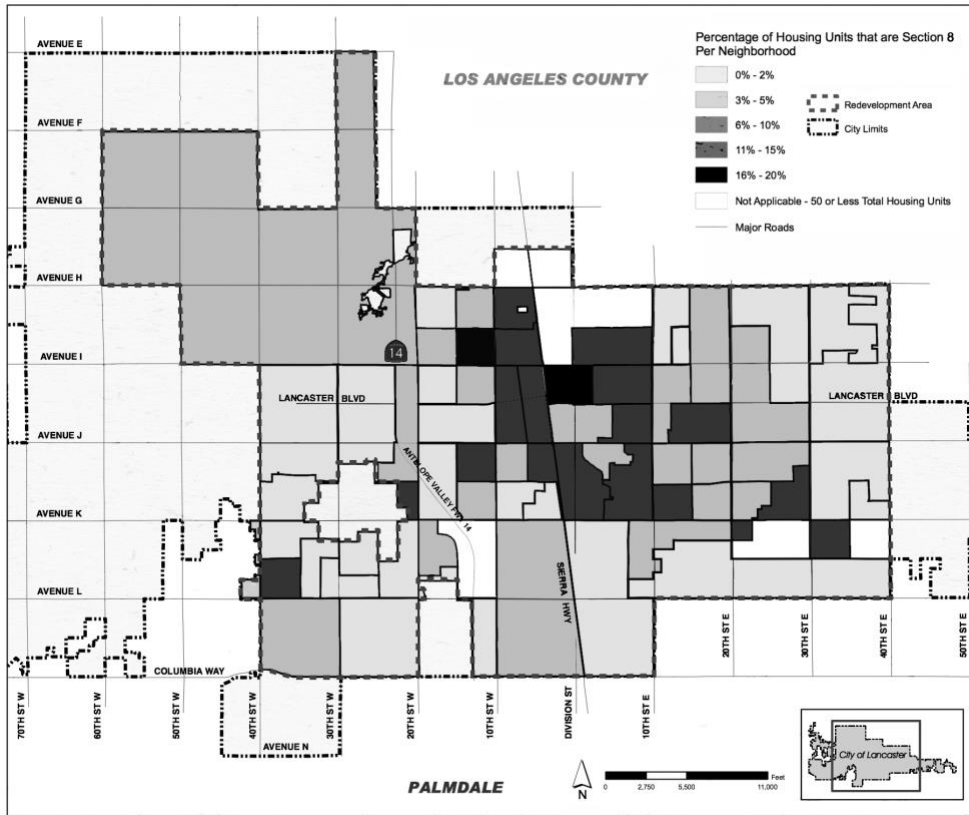 Percentage of Housing Units that are Section 8
Per Neighborhood
0% - 2%
3% - 5%
6% - 10%
11% - 15%
16% - 20%
Not Applicable - 50 or Less Total Housing Units
Major Roads
Redevelopment Area
City Limits
LOS ANGELES COUNTY
AVENUE E
AVENUE F
AVENUE G
AVENUE H
AVENUE I
14
LANCASTER BLVD
LANCASTER BLVD
AVENUE J
ANTELOPE VALLEY FWY 14
AVENUE K
AVENUE L
SIERRA HWY
COLUMBIA WAY
70TH ST W
60TH ST W
50TH ST W
40TH ST W
30TH ST W
20TH ST W
10TH ST W
DIVISION ST
10TH ST E
20TH ST E
30TH ST E
40TH ST E
50TH ST E
AVENUE N
PALMDALE
N
Feet
0 2,750 5,500 11,000
City of Lancaster